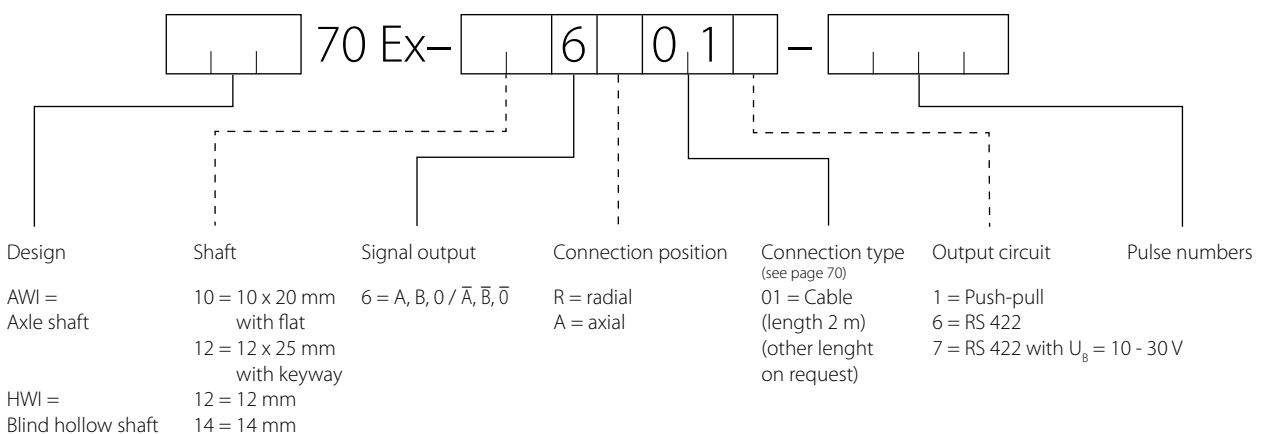 70 Ex– 6 01 –
Design
AWI =
Axle shaft
HWI =
Blind hollow shaft
Shaft
10 = 10 x 20 mm
with flat
12 = 12 x 25 mm
with keyway
12 = 12 mm
14 = 14 mm
Signal output
6 = A, B, 0 / A̅, B̅, 0̅
Connection position
R = radial
A = axial
Connection type
(see page 70)
01 = Cable
(length 2 m)
(other lenght
on request)
Output circuit
1 = Push-pull
6 = RS 422
7 = RS 422 with U_B = 10 - 30 V
Pulse numbers